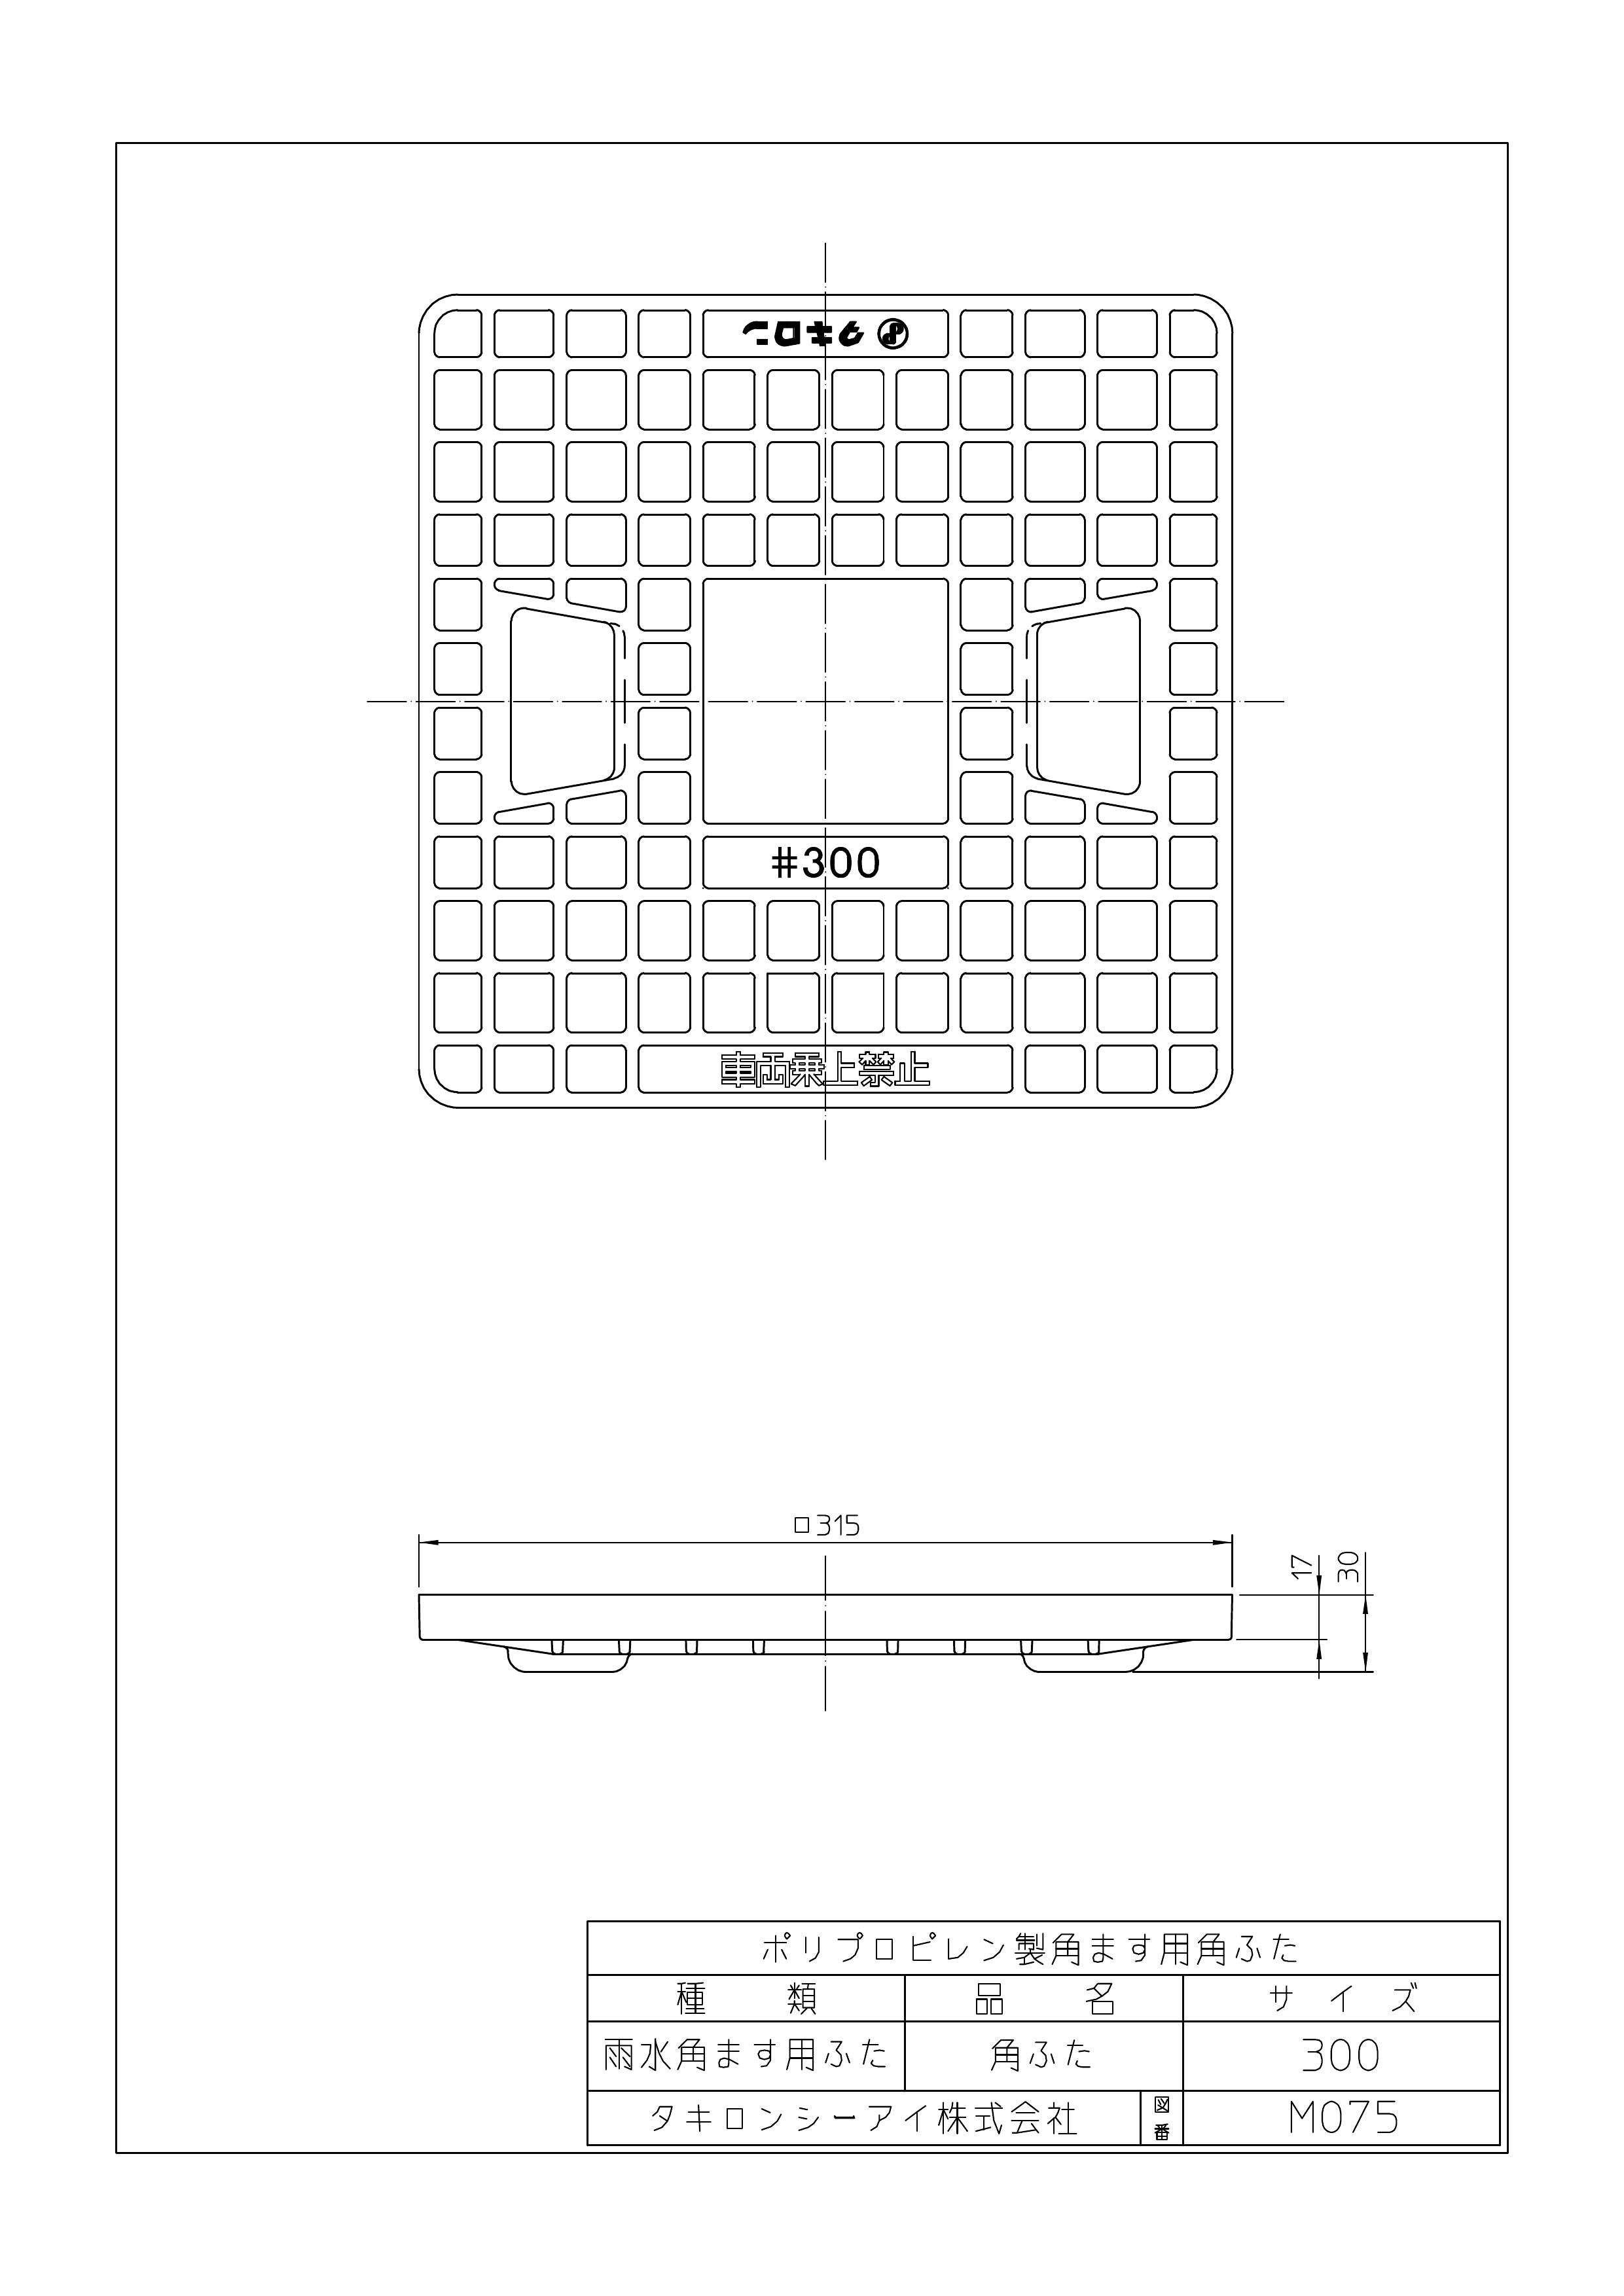 タキロン
#300
車両乗上禁止
□315
17
30
ポリプロピレン製角ます用角ふた
種類 品名 サイズ
雨水角ます用ふた 角ふた 300
タキロンシーアイ株式会社 図番 M075